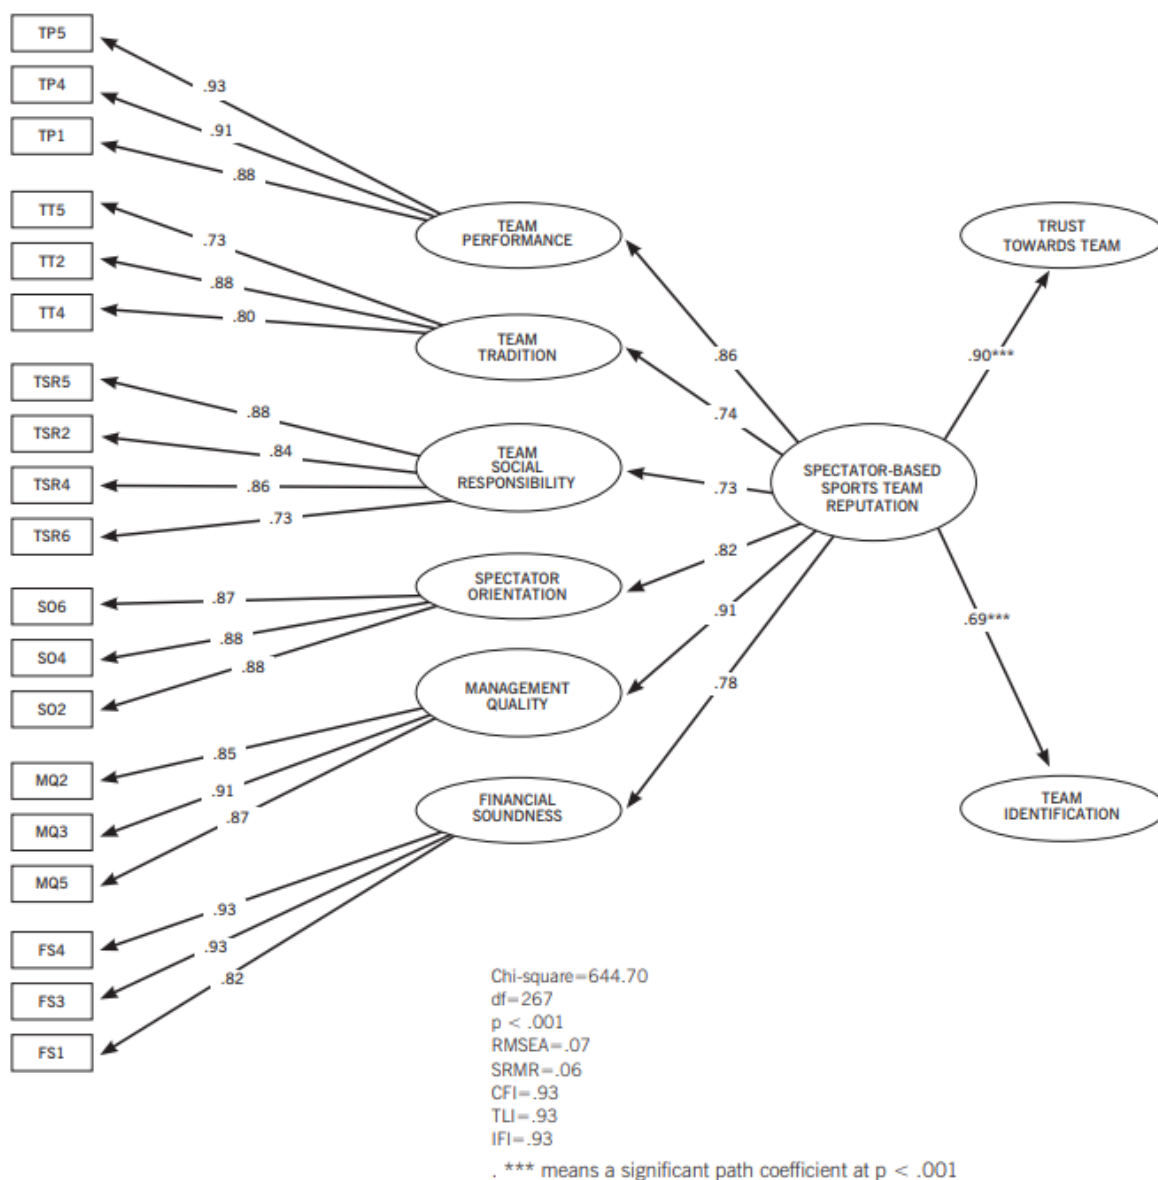 TP5
TP4
TP1
TT5
TT2
TT4
TSR5
TSR2
TSR4
TSR6
SO6
SO4
SO2
MQ2
MQ3
MQ5
FS4
FS3
FS1
.93
.91
.88
.73
.88
.80
.88
.84
.86
.73
.87
.88
.88
.85
.91
.87
.93
.93
.82
TEAM
PERFORMANCE
TEAM
TRADITION
TEAM
SOCIAL
RESPONSIBILITY
SPECTATOR
ORIENTATION
MANAGEMENT
QUALITY
FINANCIAL
SOUNDNESS
.86
.74
.73
.82
.91
.78
SPECTATOR-BASED
SPORTS TEAM
REPUTATION
.90***
.69***
TRUST
TOWARDS TEAM
TEAM
IDENTIFICATION
Chi-square=644.70
df=267
p < .001
RMSEA=.07
SRMR=.06
CFI=.93
TLI=.93
IFI=.93
. *** means a significant path coefficient at p < .001